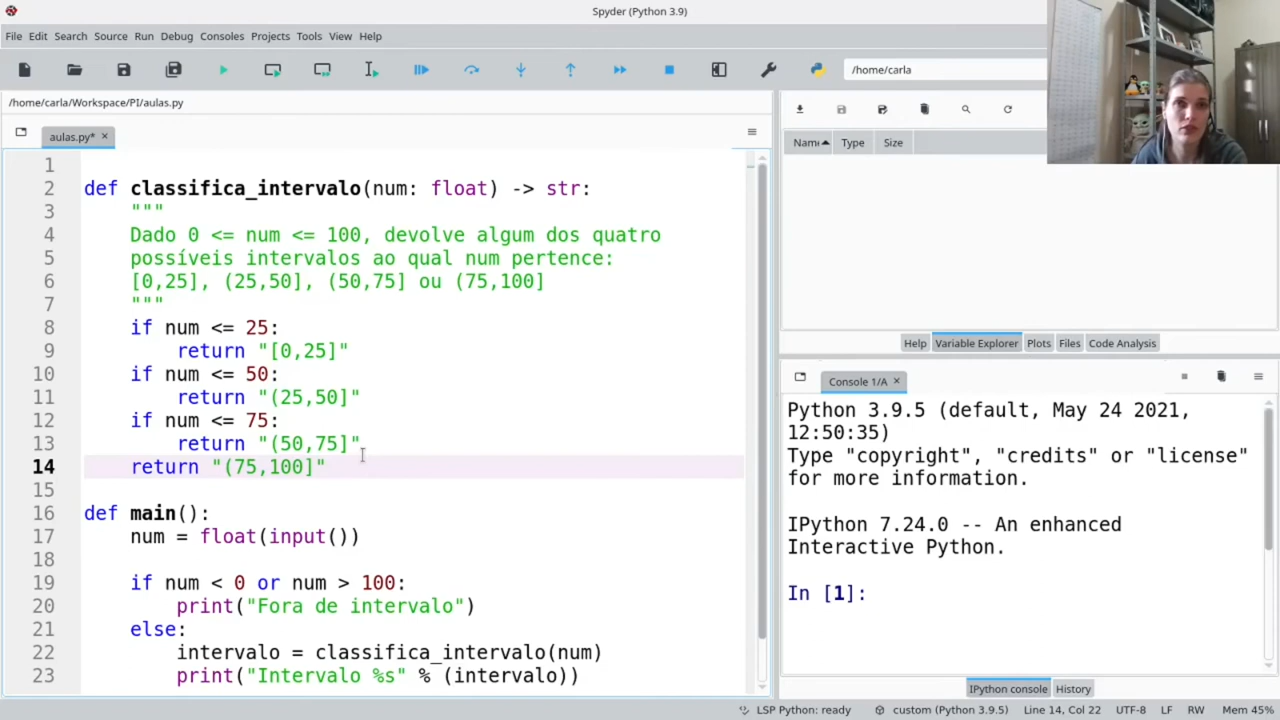 Spyder (Python 3.9)
File Edit Search Source Run Debug Consoles Projects Tools View Help
/home/carla
/home/carla/Workspace/PI/aulas.py
aulas.py*
1
2 def classifica_intervalo(num: float) -> str:
3 """
4 Dado 0 <= num <= 100, devolve algum dos quatro
5 possíveis intervalos ao qual num pertence:
6 [0,25], (25,50], (50,75] ou (75,100]
7 """
8 if num <= 25:
9 return "[0,25]"
10 if num <= 50:
11 return "(25,50]"
12 if num <= 75:
13 return "(50,75]"
14 return "(75,100]"
15
16 def main():
17 num = float(input())
18
19 if num < 0 or num > 100:
20 print("Fora de intervalo")
21 else:
22 intervalo = classifica_intervalo(num)
23 print("Intervalo %s" % (intervalo))
Name Type Size
Help Variable Explorer Plots Files Code Analysis
Console 1/A
Python 3.9.5 (default, May 24 2021,
12:50:35)
Type "copyright", "credits" or "license"
for more information.
IPython 7.24.0 -- An enhanced
Interactive Python.
In [1]:
IPython console History
LSP Python: ready custom (Python 3.9.5) Line 14, Col 22 UTF-8 LF RW Mem 45%